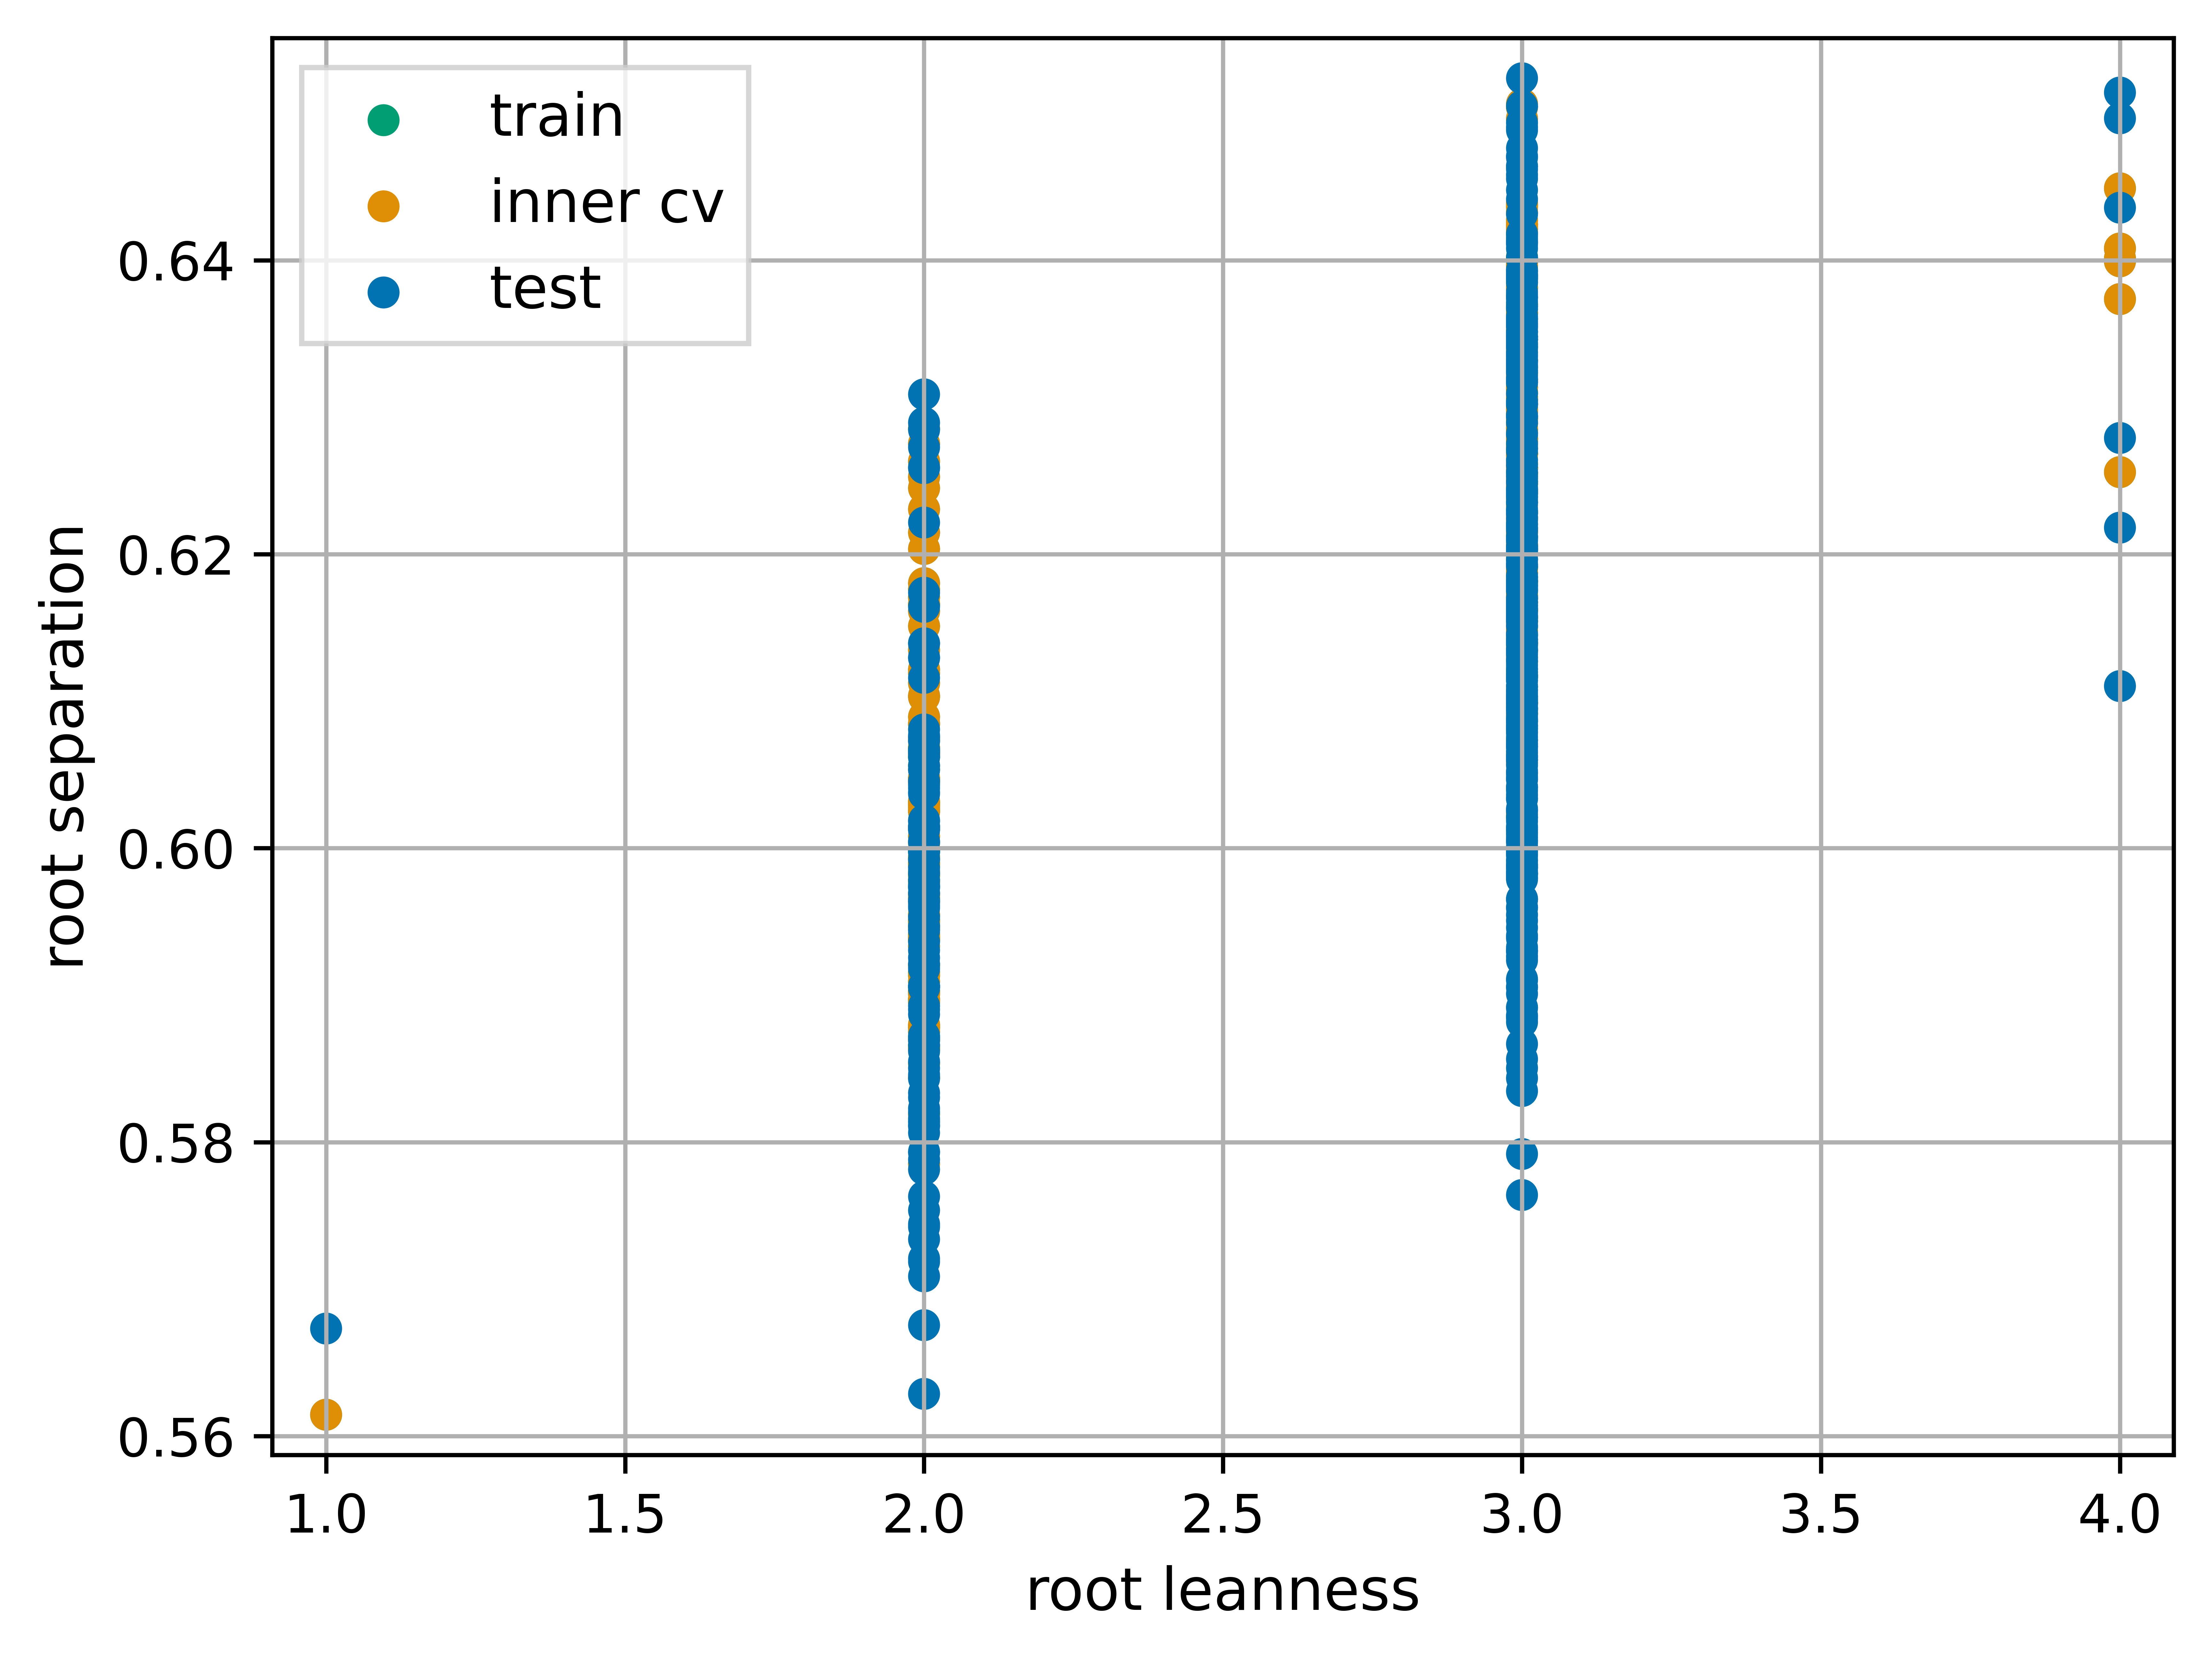 train
inner cv
test
root separation
0.64
0.62
0.60
0.58
0.56
1.0 1.5 2.0 2.5 3.0 3.5 4.0
root leanness